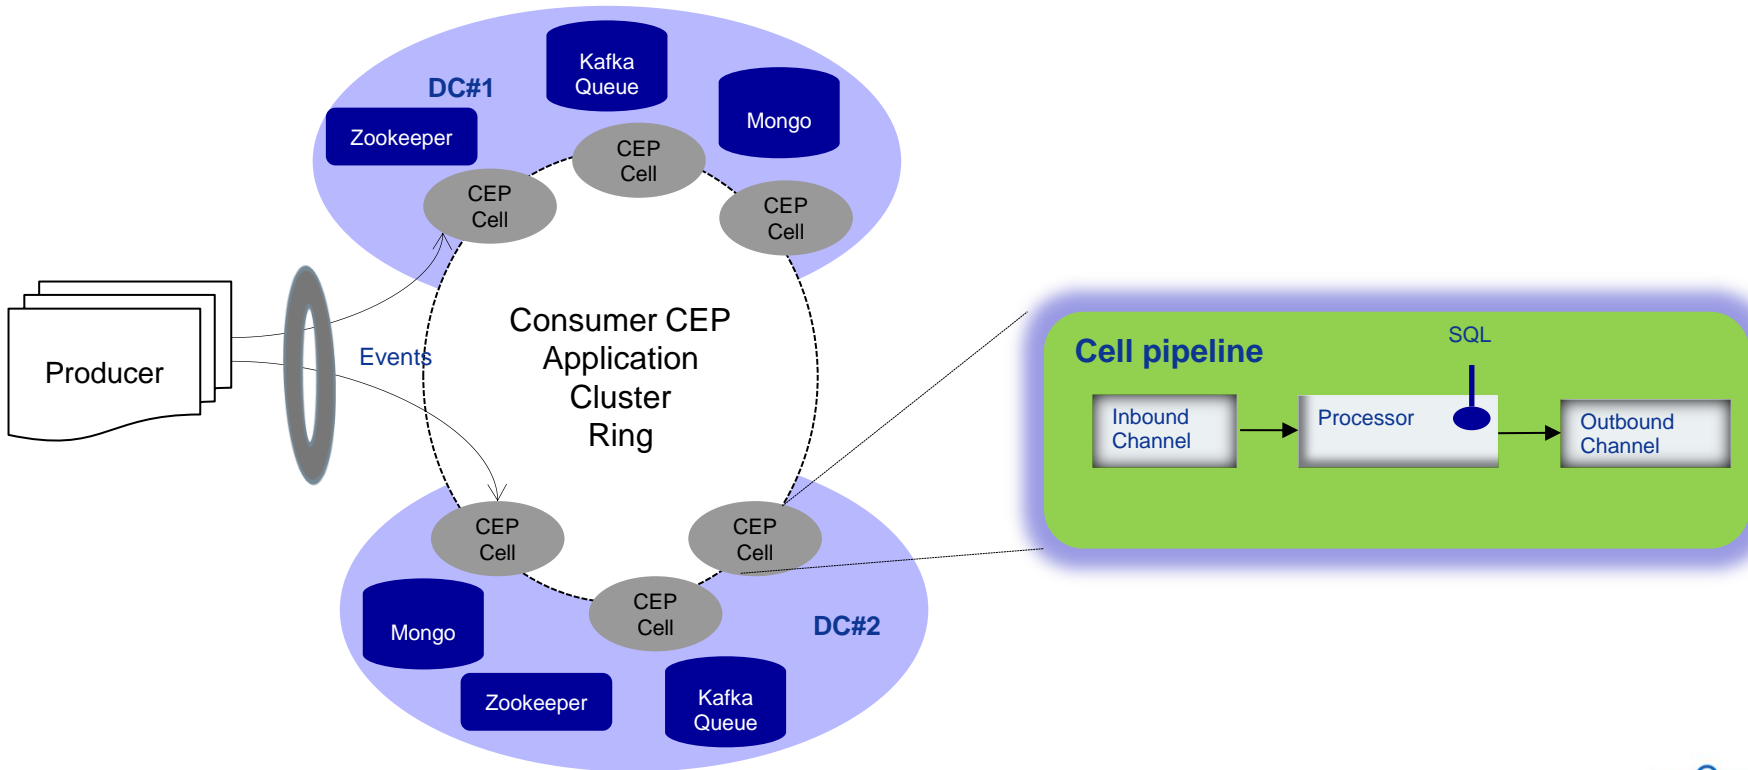 Kafka
Queue
DC#1
Mongo
Zookeeper
CEP
Cell
CEP
Cell
CEP
Cell
Producer
Events
Consumer CEP
Application
Cluster
Ring
CEP
Cell
CEP
Cell
CEP
Cell
Mongo
DC#2
Zookeeper
Kafka
Queue
Cell pipeline
SQL
Inbound
Channel
Processor
Outbound
Channel